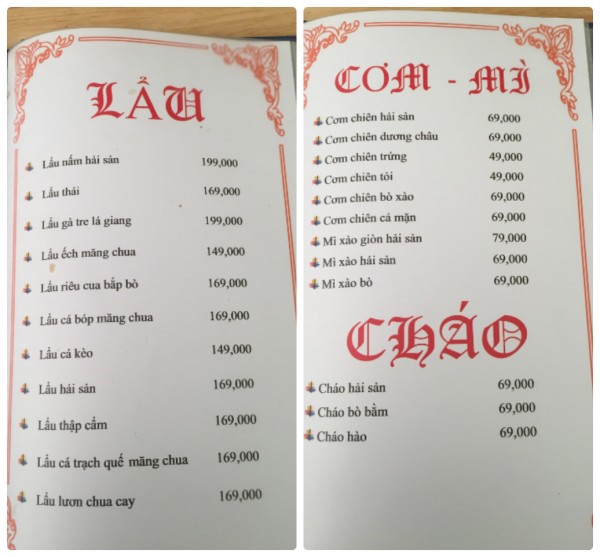 LẨU
Lẩu nấm hải sản 199,000
Lẩu thái 169,000
Lẩu gà tre lá giang 199,000
Lẩu ếch măng chua 149,000
Lẩu riêu cua bắp bò 169,000
Lẩu cá bóp măng chua 169,000
Lẩu cả kèo 149,000
Lẩu hải sản 169,000
Lẩu thập cẩm 169,000
Lẩu cá trạch quế măng chua 169,000
Lẩu lươn chua cay 169,000
CƠM - MÌ
Cơm chiên hải sản 69,000
Cơm chiên dương châu 69,000
Cơm chiên trứng 49,000
Cơm chiên tỏi 49,000
Cơm chiên bò xào 69,000
Cơm chiên cá mặn 69,000
Mì xào giòn hải sản 79,000
Mì xào hải sản 69,000
Mì xào bò 69,000
CHÁO
Cháo hải sản 69,000
Cháo bò bằm 69,000
Cháo hào 69,000